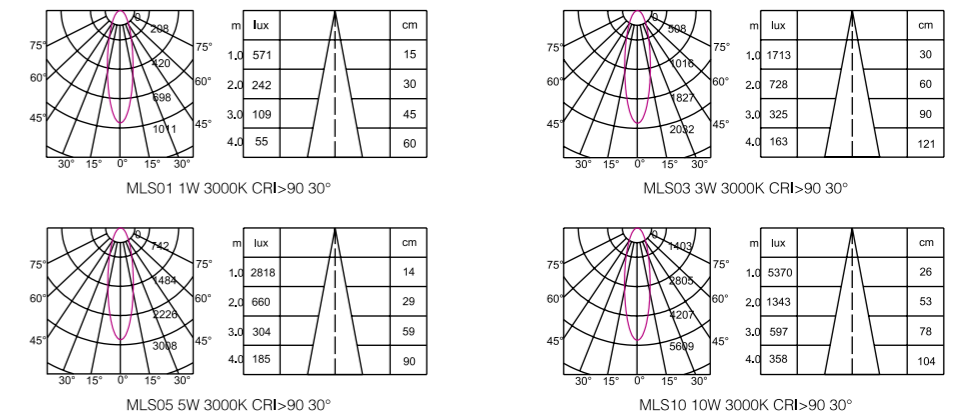 0
208
420
698
1011
75° 75°
60° 60°
45° 45°
30° 15° 0° 15° 30°
m lux cm
1.0 571 15
2.0 242 30
3.0 109 45
4.0 55 60
MLS01 1W 3000K CRI>90 30°
0
508
1016
1827
2032
75° 75°
60° 60°
45° 45°
30° 15° 0° 15° 30°
m lux cm
1.0 1713 30
2.0 728 60
3.0 325 90
4.0 163 121
MLS03 3W 3000K CRI>90 30°
0
742
1484
2226
3008
75° 75°
60° 60°
45° 45°
30° 15° 0° 15° 30°
m lux cm
1.0 2818 14
2.0 660 29
3.0 304 59
4.0 185 90
MLS05 5W 3000K CRI>90 30°
0
1403
2805
4207
5609
75° 75°
60° 60°
45° 45°
30° 15° 0° 15° 30°
m lux cm
1.0 5370 26
2.0 1343 53
3.0 597 78
4.0 358 104
MLS10 10W 3000K CRI>90 30°